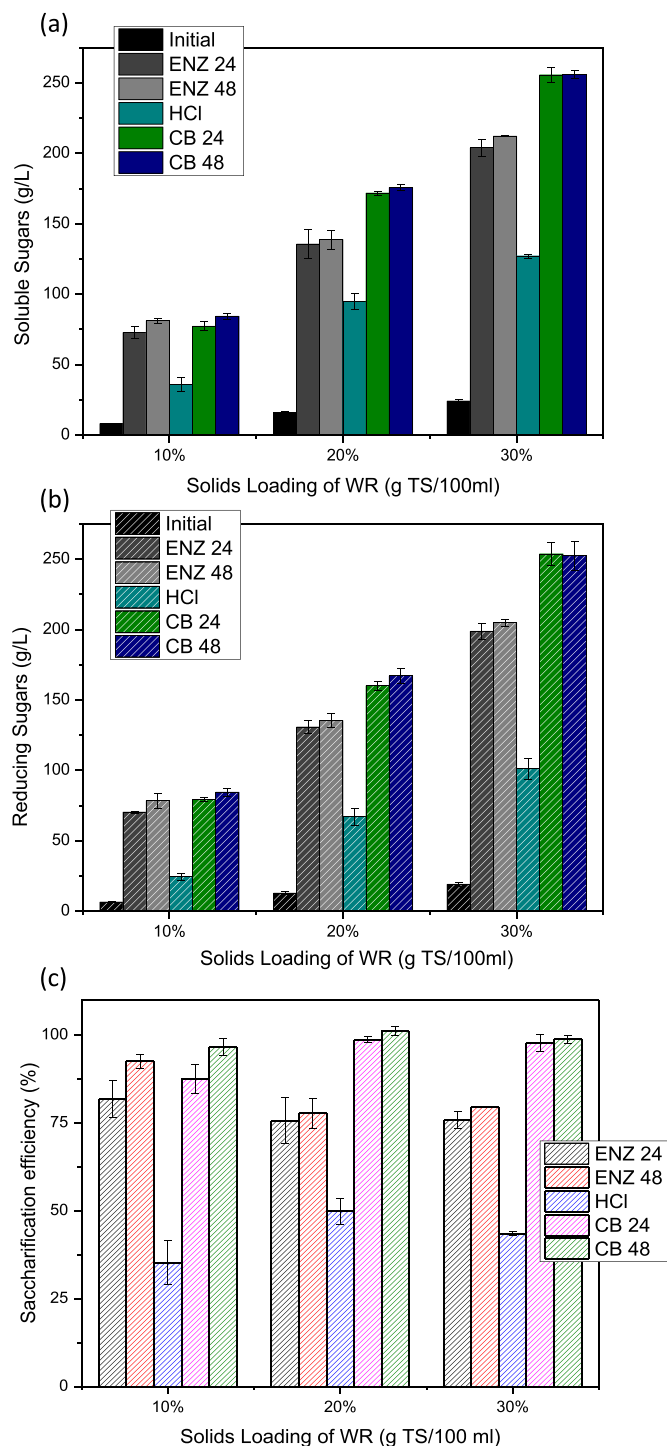 (a)
Initial
ENZ 24
ENZ 48
HCl
CB 24
CB 48
250
200
150
100
50
0
Soluble Sugars (g/L)
10%
20%
30%
Solids Loading of WR (g TS/100ml)
(b)
Initial
ENZ 24
ENZ 48
HCl
CB 24
CB 48
250
200
150
100
50
0
Reducing Sugars (g/L)
10%
20%
30%
Solids Loading of WR (g TS/100ml)
(c)
100
75
50
25
0
Saccharification efficiency (%)
ENZ 24
ENZ 48
HCl
CB 24
CB 48
10%
20%
30%
Solids Loading of WR (g TS/100 ml)